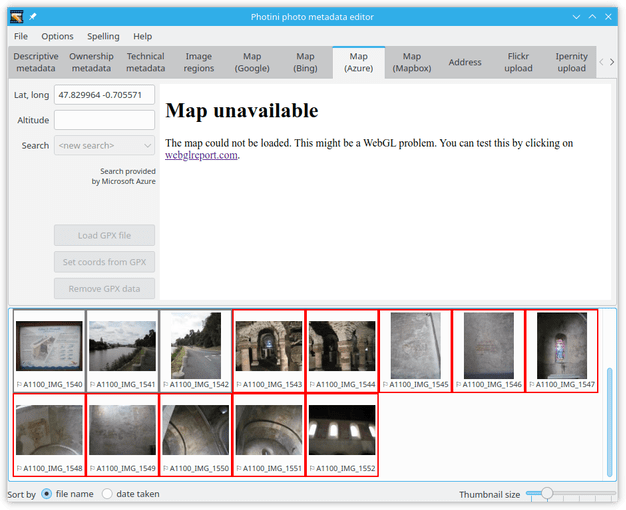 Photini photo metadata editor
File Options Spelling Help
Descriptive metadata
Ownership metadata
Technical metadata
Image regions
Map (Google)
Map (Bing)
Map (Azure)
Map (Mapbox)
Address
Flickr upload
Ipernity upload
Lat, long 47.829964 -0.705571
Altitude
Search <new search>
Search provided
by Microsoft Azure
Load GPX file
Set coords from GPX
Remove GPX data
Map unavailable
The map could not be loaded. This might be a WebGL problem. You can test this by clicking on
webglreport.com.
A1100_IMG_1540 A1100_IMG_1541 A1100_IMG_1542 A1100_IMG_1543 A1100_IMG_1544 A1100_IMG_1545 A1100_IMG_1546 A1100_IMG_1547
A1100_IMG_1548 A1100_IMG_1549 A1100_IMG_1550 A1100_IMG_1551 A1100_IMG_1552
Sort by file name date taken Thumbnail size